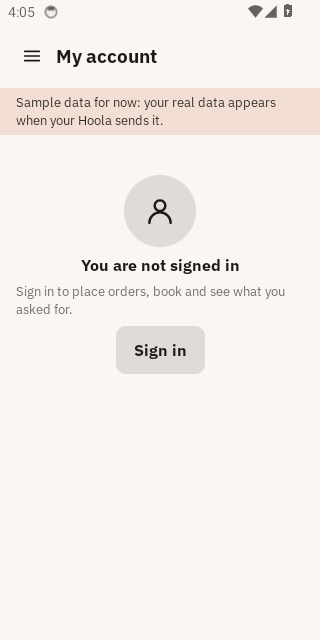 4:05
My account
Sample data for now: your real data appears
when your Hoola sends it.
You are not signed in
Sign in to place orders, book and see what you
asked for.
Sign in